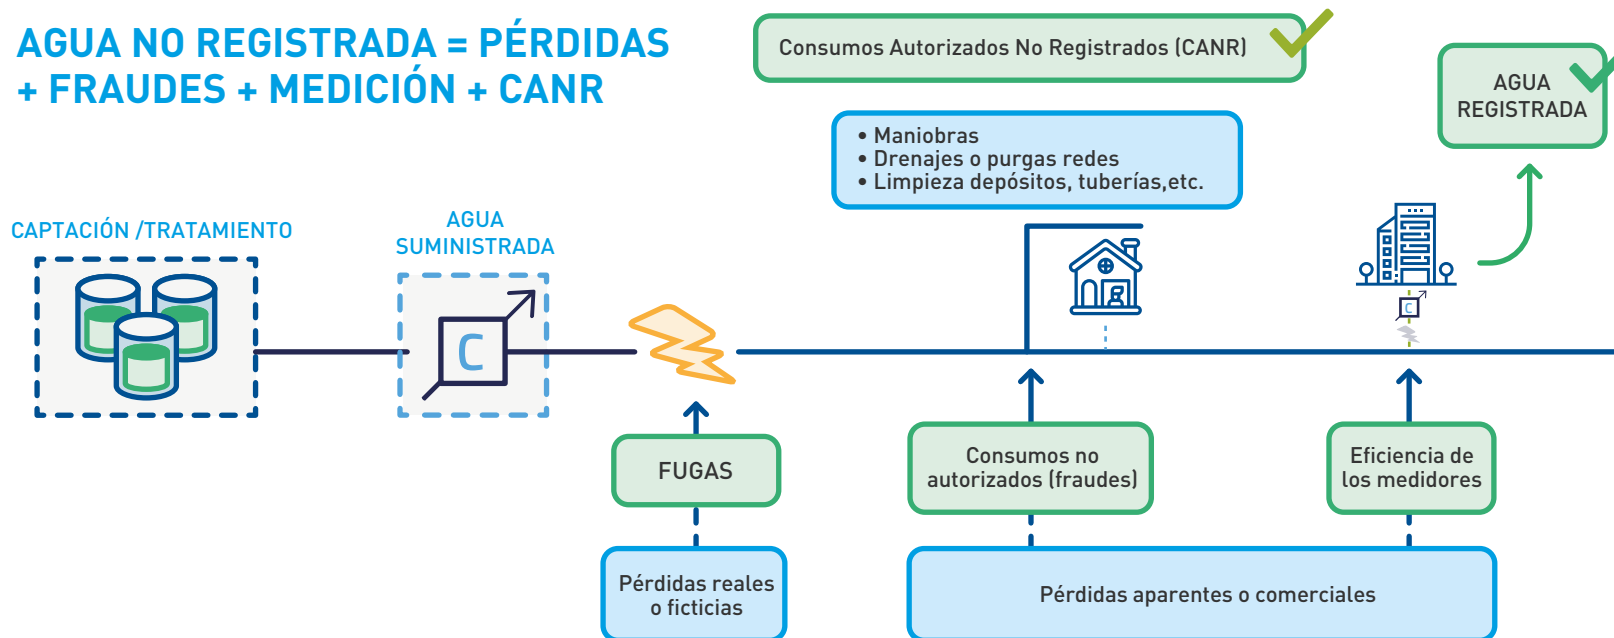 AGUA NO REGISTRADA = PÉRDIDAS
+ FRAUDES + MEDICIÓN + CANR
Consumos Autorizados No Registrados (CANR)
AGUA
REGISTRADA
• Maniobras
• Drenajes o purgas redes
• Limpieza depósitos, tuberías,etc.
CAPTACIÓN /TRATAMIENTO
AGUA
SUMINISTRADA
C
C
FUGAS
Consumos no
autorizados (fraudes)
Eficiencia de
los medidores
Pérdidas reales
o ficticias
Pérdidas aparentes o comerciales